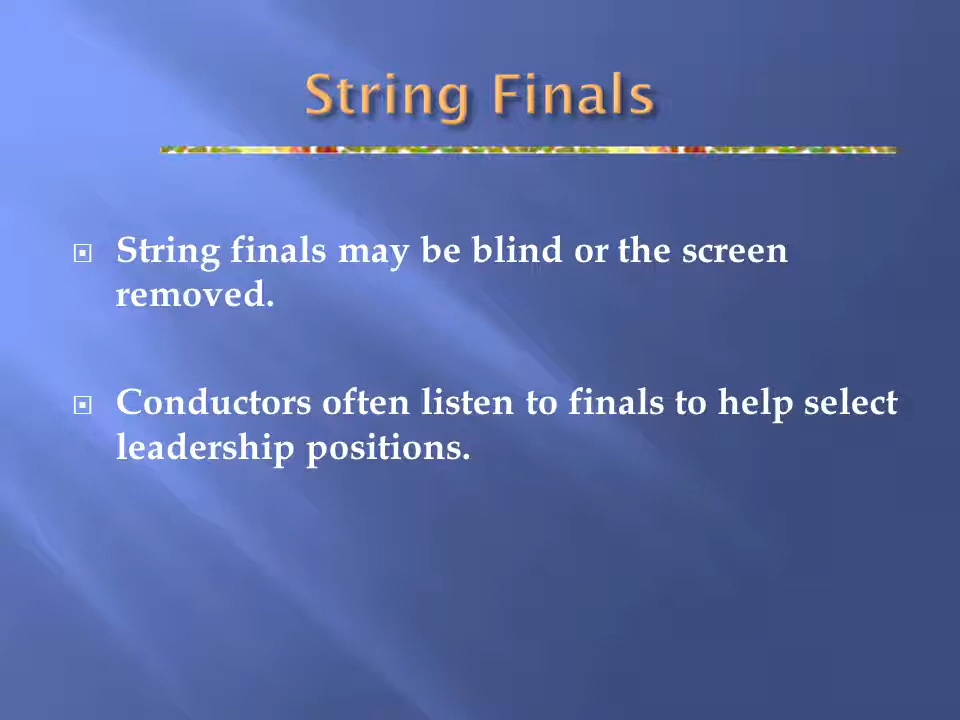 String Finals
String finals may be blind or the screen
removed.
Conductors often listen to finals to help select
leadership positions.